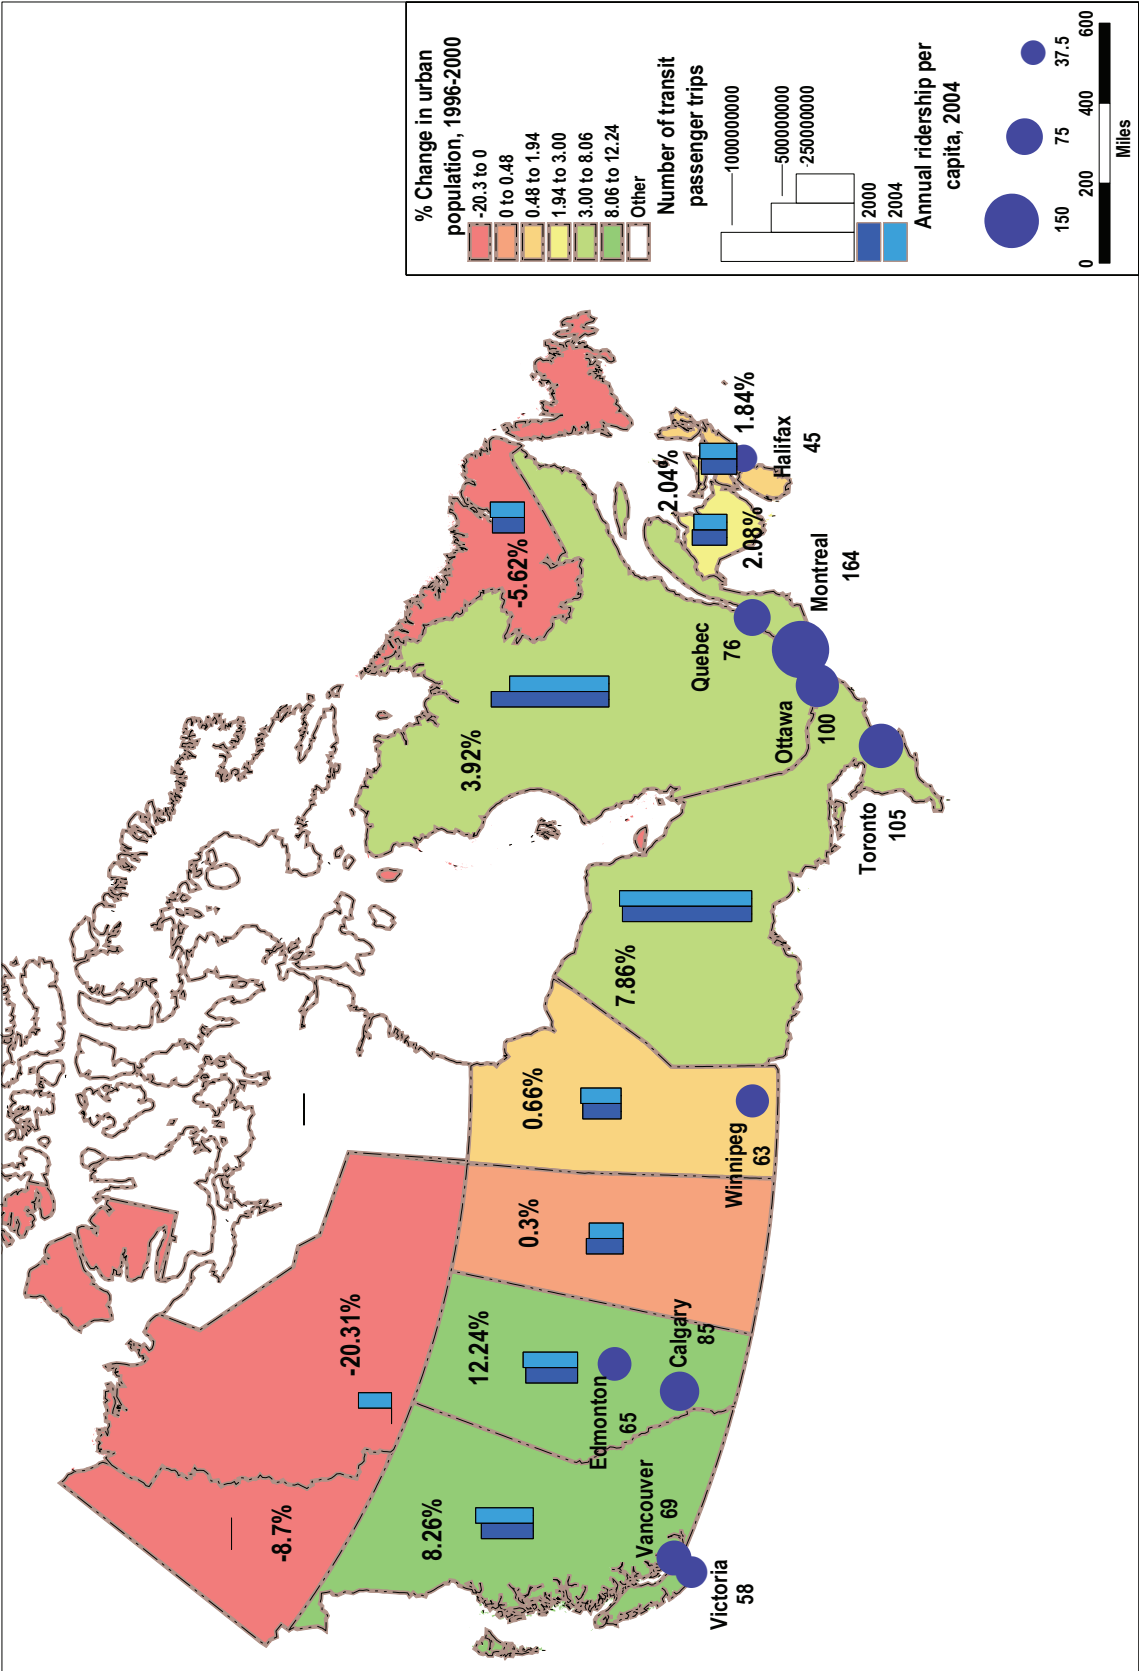 % Change in urban
population, 1996-2000
-20.3 to 0
0 to 0.48
0.48 to 1.94
1.94 to 3.00
3.00 to 8.06
8.06 to 12.24
Other
Number of transit
passenger trips
1000000000
500000000
250000000
2000
2004
Annual ridership per
capita, 2004
150
75
37.5
0
200
400
600
Miles
-8.7%
-20.31%
8.26%
12.24%
0.3%
0.66%
7.86%
3.92%
-5.62%
2.04%
2.08%
1.84%
Victoria
58
Vancouver
69
Edmonton
65
Calgary
85
Winnipeg
63
Toronto
105
Ottawa
100
Montreal
164
Quebec
76
Halifax
45